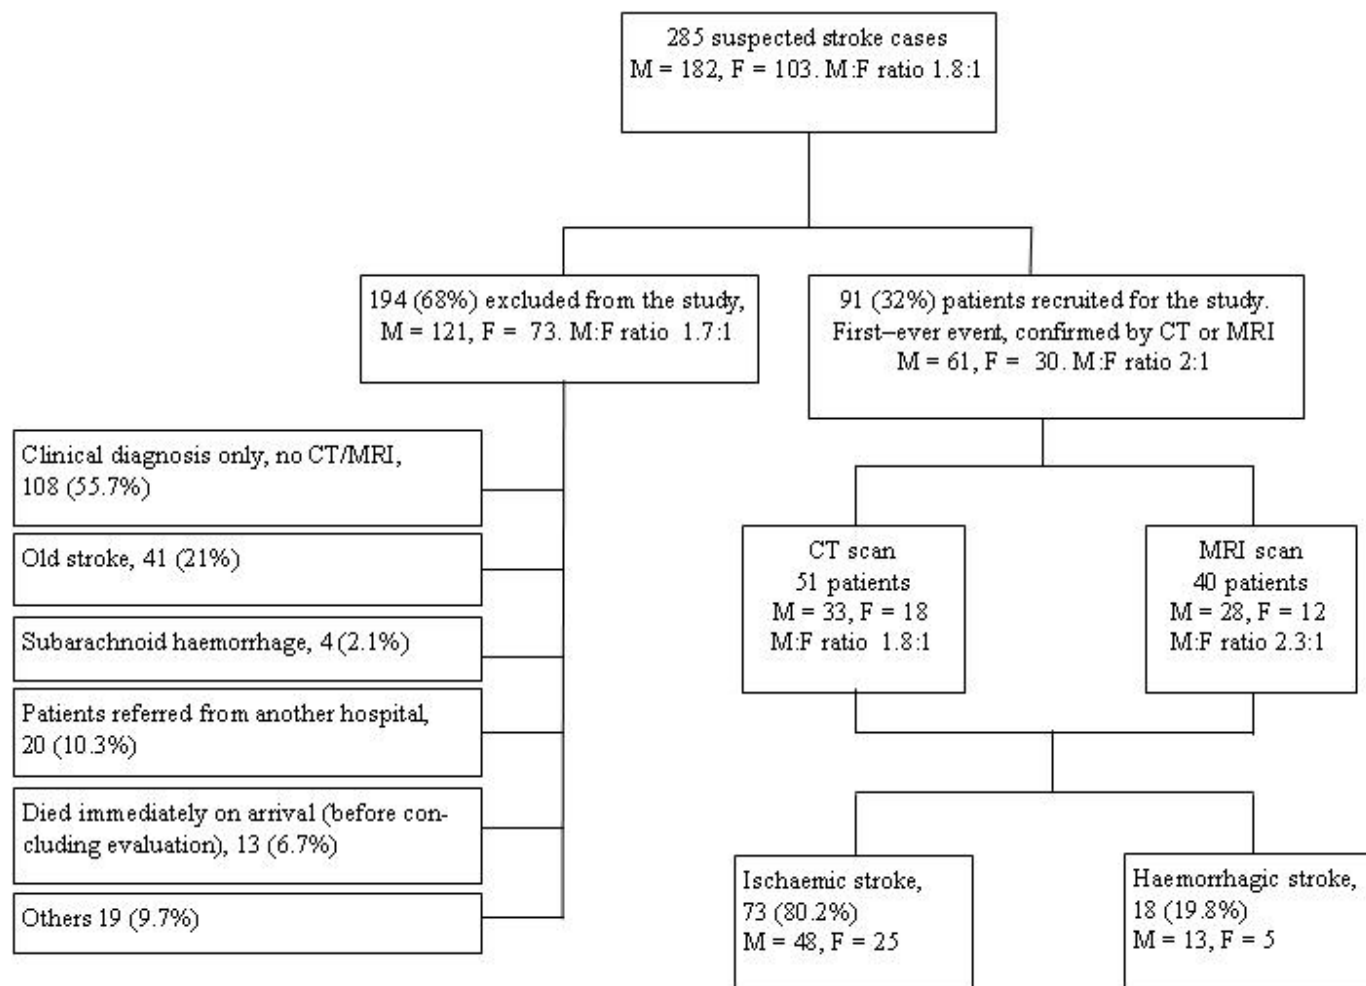 285 suspected stroke cases
M = 182, F = 103. M:F ratio 1.8:1
194 (68%) excluded from the study,
M = 121, F = 73. M:F ratio 1.7:1
91 (32%) patients recruited for the study.
First–ever event, confirmed by CT or MRI
M = 61, F = 30. M:F ratio 2:1
Clinical diagnosis only, no CT/MRI,
108 (55.7%)
Old stroke, 41 (21%)
Subarachnoid haemorrhage, 4 (2.1%)
Patients referred from another hospital,
20 (10.3%)
Died immediately on arrival (before con-
cluding evaluation), 13 (6.7%)
Others 19 (9.7%)
CT scan
51 patients
M = 33, F = 18
M:F ratio 1.8:1
MRI scan
40 patients
M = 28, F = 12
M:F ratio 2.3:1
Ischaemic stroke,
73 (80.2%)
M = 48, F = 25
Haemorrhagic stroke,
18 (19.8%)
M = 13, F = 5